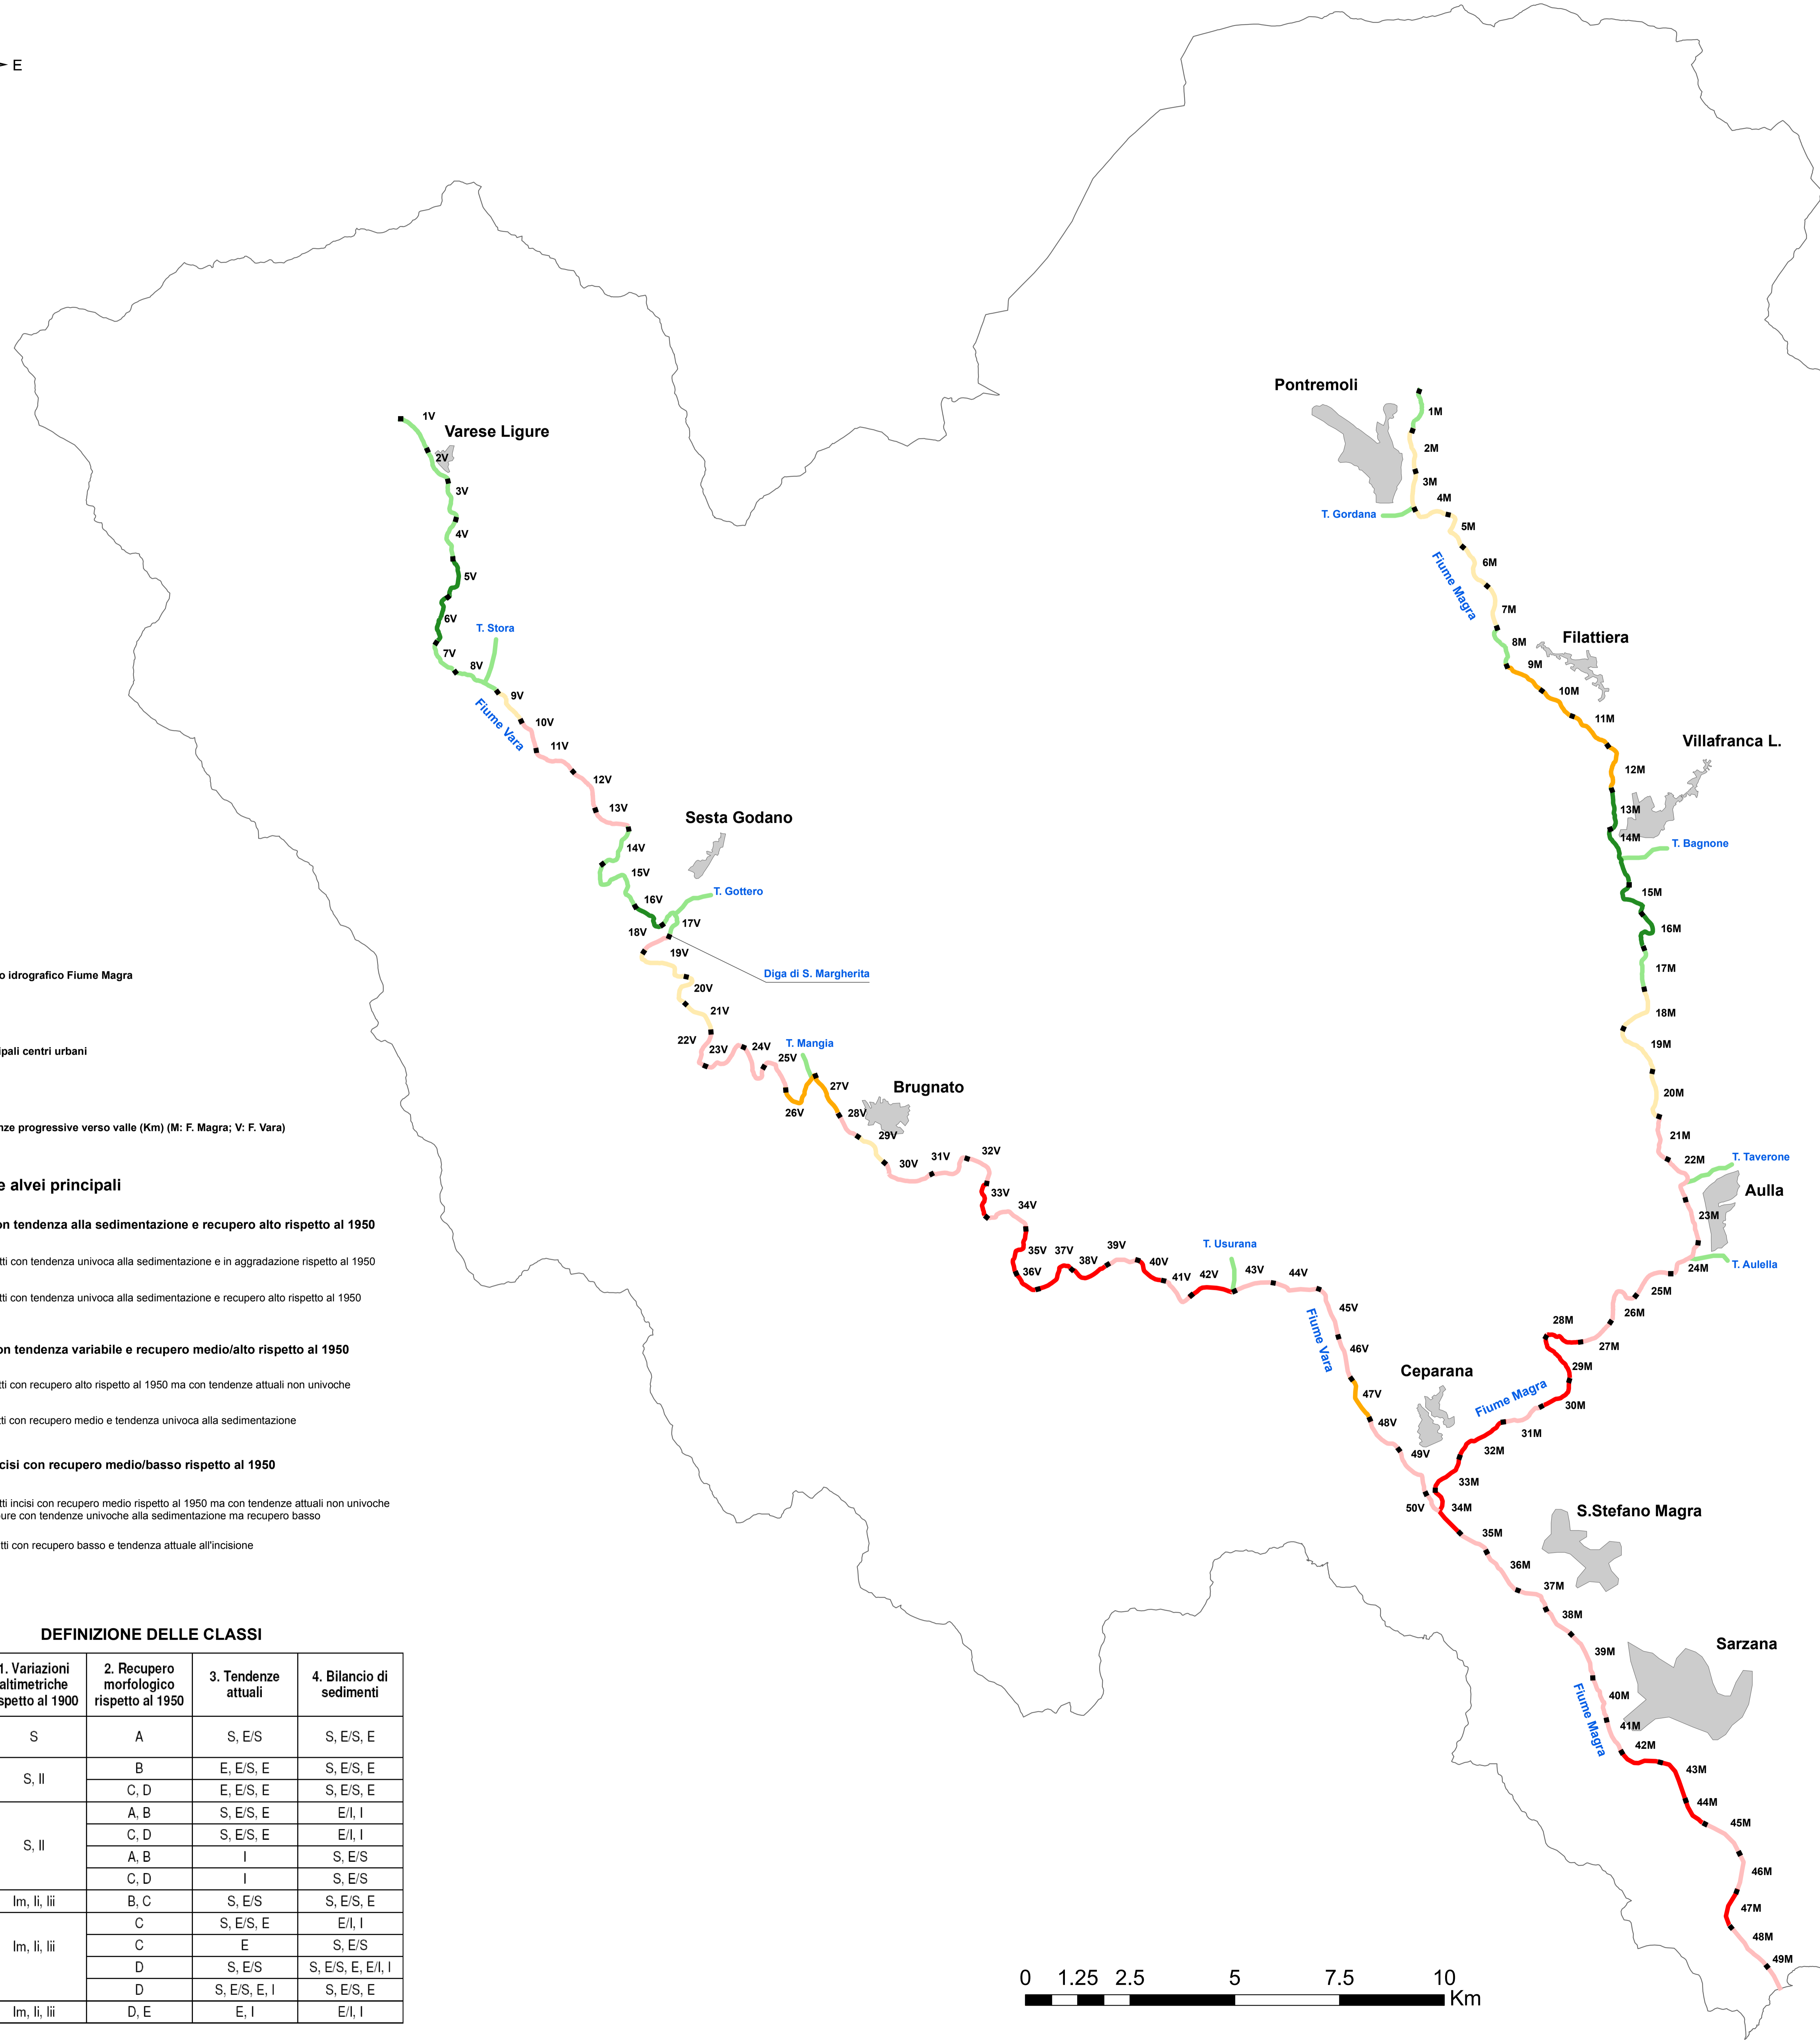 E
Pontremoli
1V
1M
Varese Ligure
2V
2M
3V
3M
4M
T. Gordana
5M
4V
6M
5V
Fiume Magra
7M
6V
T. Stora
Filattiera
8M
7V
8V
9M
9V
10M
10V
Fiume Vara
11M
11V
Villafranca L.
12V
12M
13V
13M
Sesta Godano
14M
T. Bagnone
14V
15V
15M
T. Gottero
16V
17V
16M
18V
19V
17M
Diga di S. Margherita
o idrografico Fiume Magra
20V
21V
18M
22V
23V
24V
T. Mangia
19M
ipali centri urbani
25V
27V
Brugnato
20M
26V
28V
nze progressive verso valle (Km) (M: F. Magra; V: F. Vara)
29V
21M
32V
31V
30V
22M
T. Taverone
e alvei principali
33V
Aulla
34V
23M
on tendenza alla sedimentazione e recupero alto rispetto al 1950
35V
37V
39V
T. Usurana
tti con tendenza univoca alla sedimentazione e in aggradazione rispetto al 1950
36V
38V
40V
41V
42V
43V
44V
24M
T. Aulella
25M
tti con tendenza univoca alla sedimentazione e recupero alto rispetto al 1950
45V
26M
28M
Fiume Vara
46V
27M
on tendenza variabile e recupero medio/alto rispetto al 1950
29M
Ceparana
tti con recupero alto rispetto al 1950 ma con tendenze attuali non univoche
47V
Fiume Magra
30M
tti con recupero medio e tendenza univoca alla sedimentazione
48V
31M
49V
32M
cisi con recupero medio/basso rispetto al 1950
33M
tti incisi con recupero medio rispetto al 1950 ma con tendenze attuali non univoche
pure con tendenze univoche alla sedimentazione ma recupero basso
50V
34M
S.Stefano Magra
35M
tti con recupero basso e tendenza attuale all'incisione
36M
37M
38M
39M
Sarzana
40M
Fiume Magra
41M
42M
43M
44M
45M
46M
47M
48M
49M
DEFINIZIONE DELLE CLASSI
1. Variazioni altimetriche spetto al 1900 2. Recupero morfologico rispetto al 1950 3. Tendenze attuali 4. Bilancio di sedimenti
S A S, E/S S, E/S, E
S, II B E, E/S, E S, E/S, E
C, D E, E/S, E S, E/S, E
S, II A, B S, E/S, E E/I, I
C, D S, E/S, E E/I, I
A, B I S, E/S
C, D I S, E/S
Im, Ii, Iii B, C S, E/S S, E/S, E
Im, Ii, Iii C S, E/S, E E/I, I
C E S, E/S
D S, E/S S, E/S, E, E/I, I
D S, E/S, E, I S, E/S, E
Im, Ii, Iii D, E E, I E/I, I
0 1.25 2.5 5 7.5 10
Km